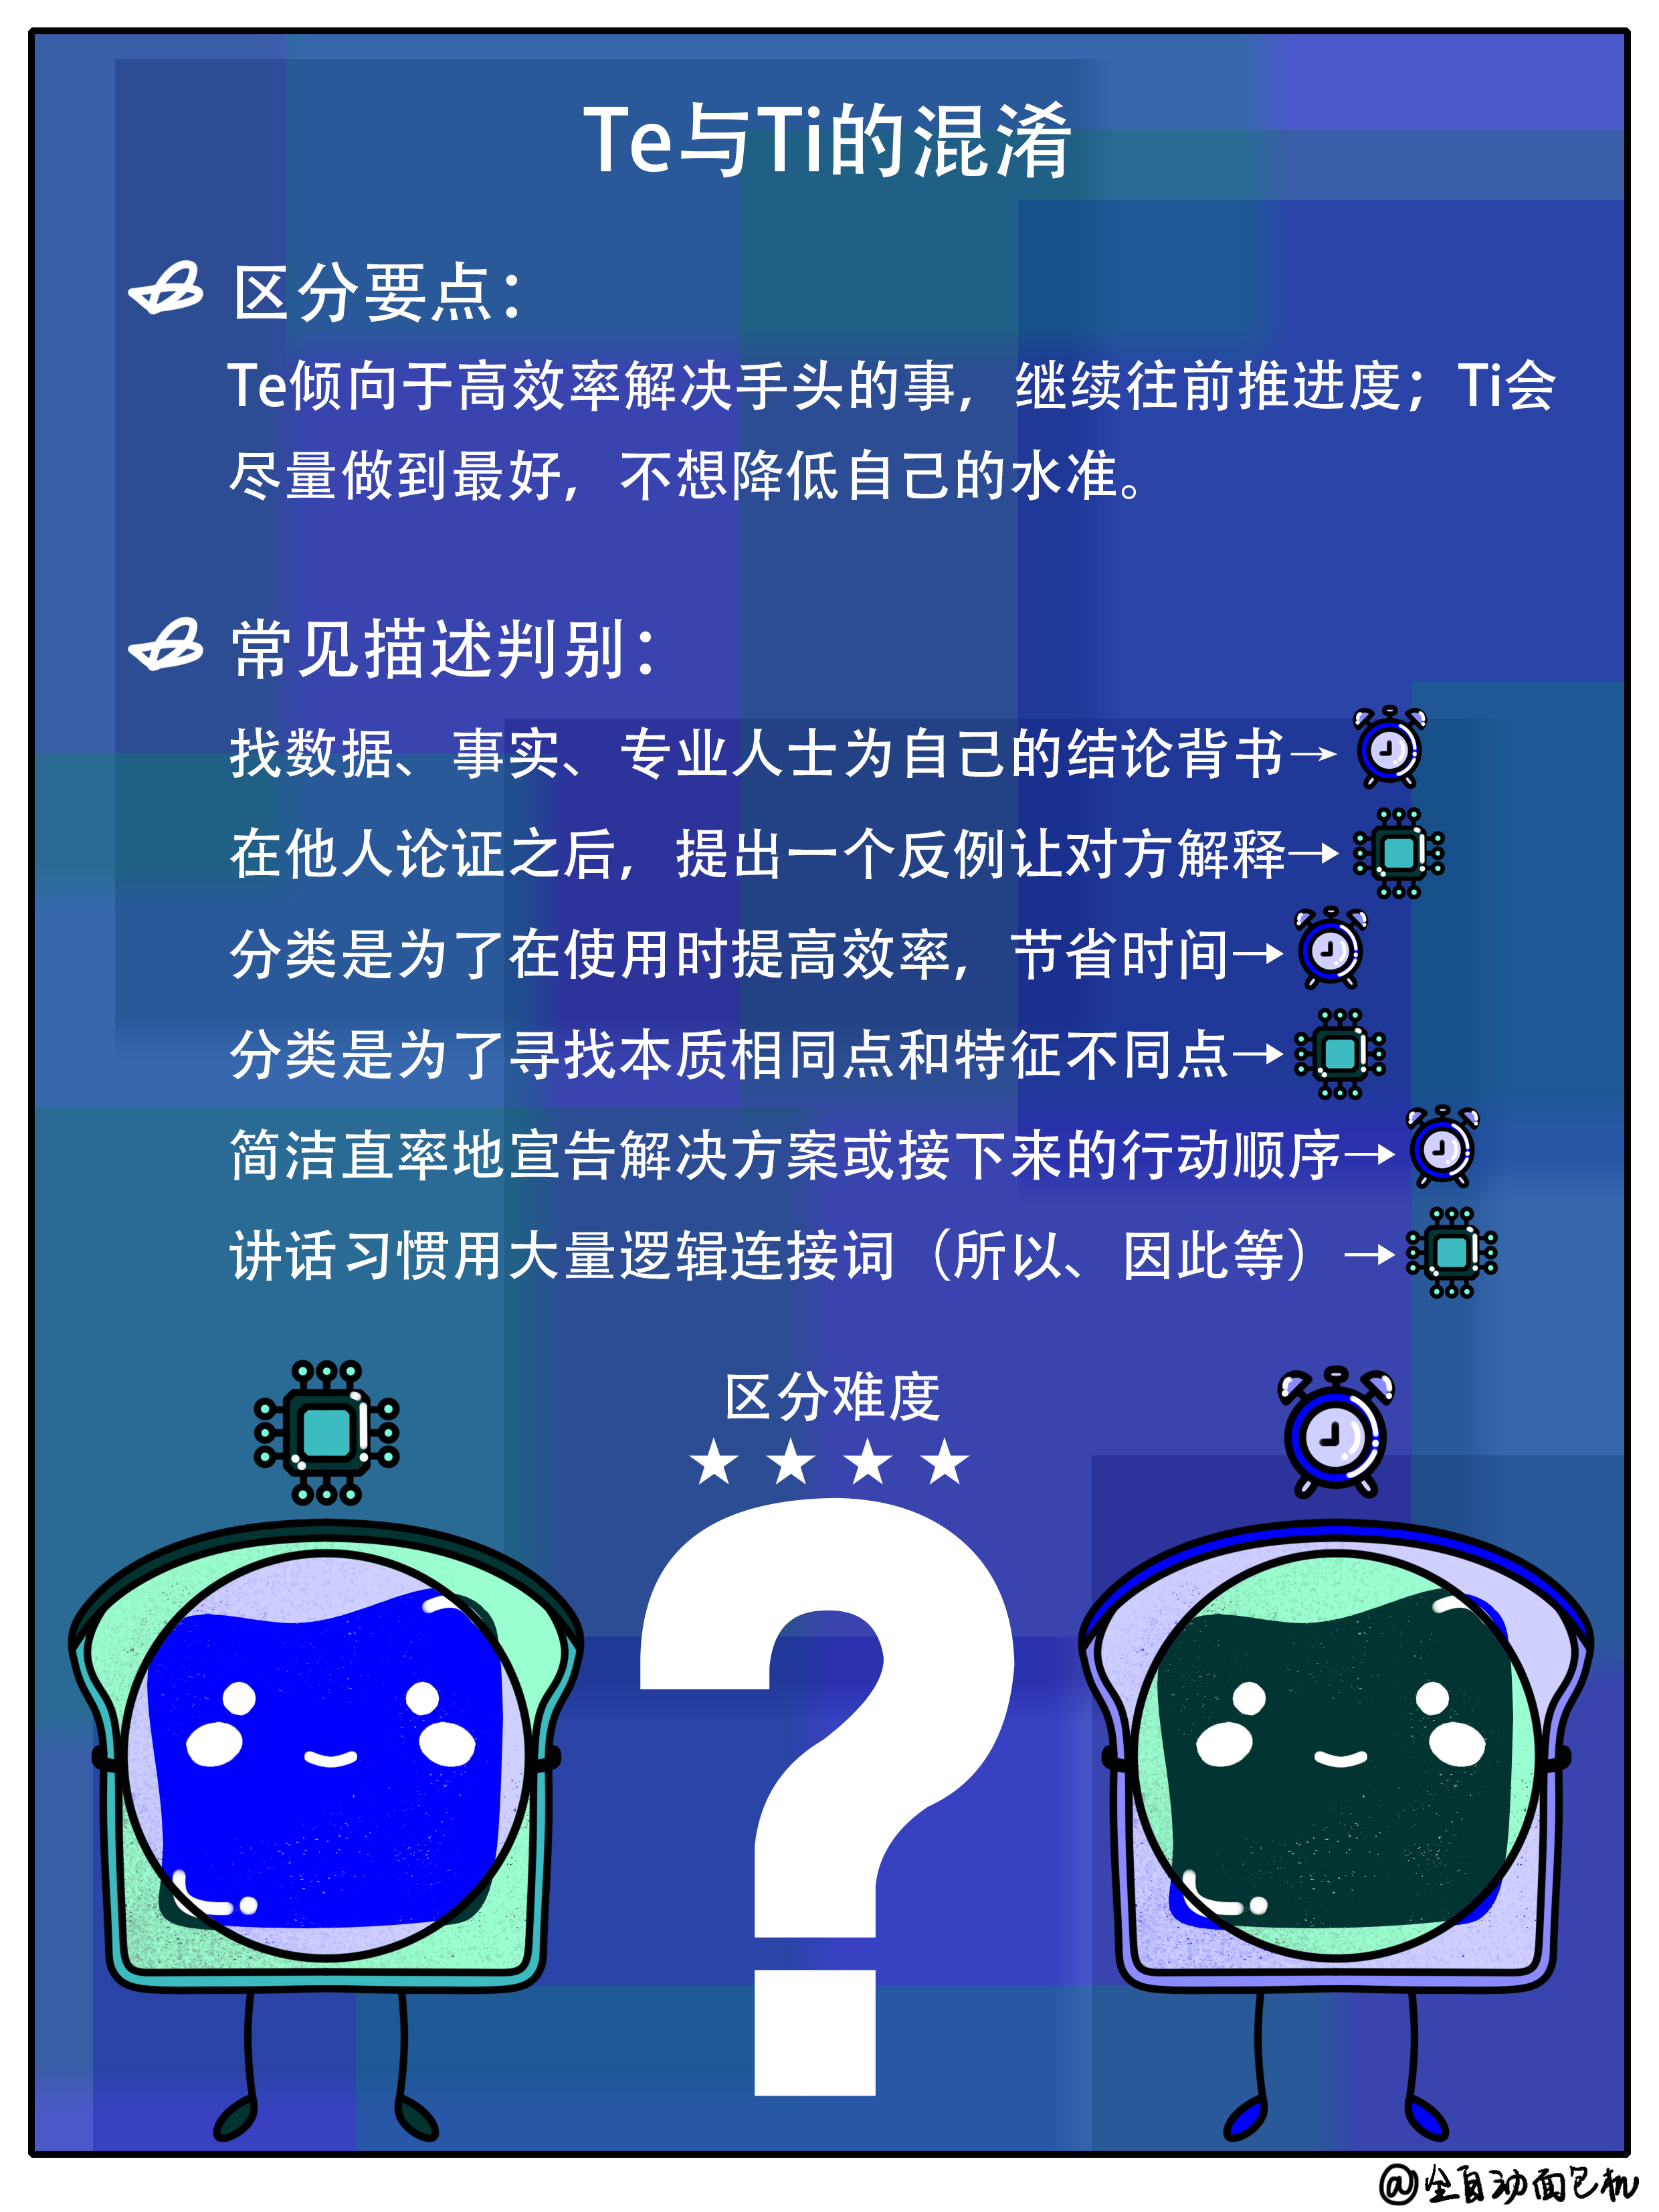 Te与Ti的混淆
区分要点：
Te倾向于高效率解决手头的事，继续往前推进度；Ti会
尽量做到最好，不想降低自己的水准。
常见描述判别：
找数据、事实、专业人士为自己的结论背书→
在他人论证之后，提出一个反例让对方解释→
分类是为了在使用时提高效率，节省时间→
分类是为了寻找本质相同点和特征不同点→
简洁直率地宣告解决方案或接下来的行动顺序→
讲话习惯用大量逻辑连接词（所以、因此等）→
区分难度
★★★★
?
@全自动面包机